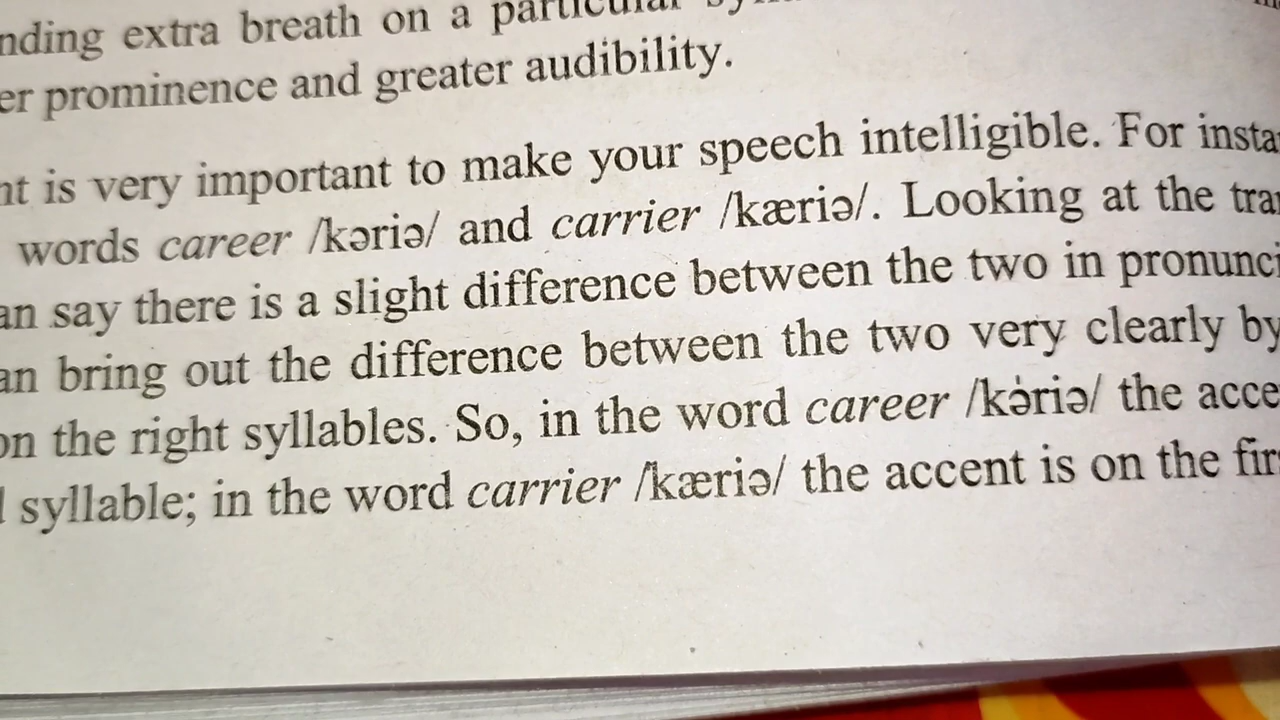 nding extra breath on a particular
er prominence and greater audibility.
nt is very important to make your speech intelligible. For insta
words career /kəriə/ and carrier /kæriə/. Looking at the tra
an say there is a slight difference between the two in pronunci
an bring out the difference between the two very clearly by
on the right syllables. So, in the word career /kə'riə/ the acce
l syllable; in the word carrier /'kæriə/ the accent is on the firs